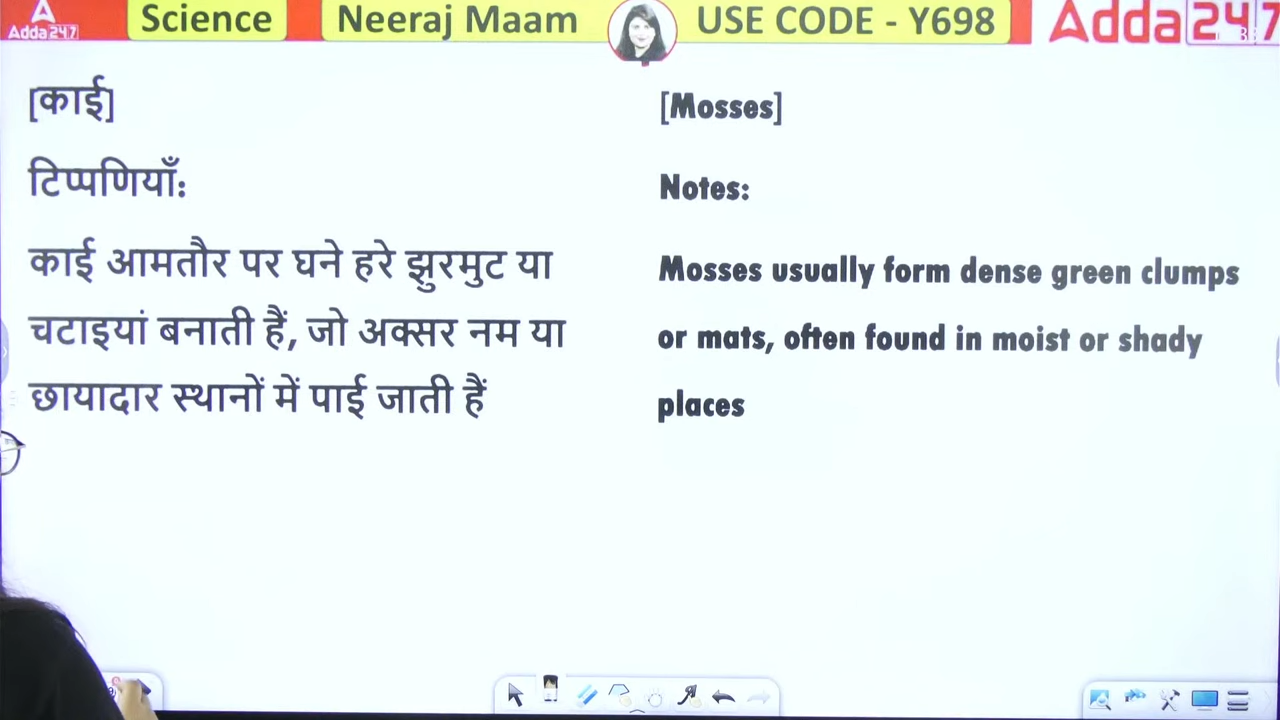 Adda247
Science
Neeraj Maam
USE CODE - Y698
Adda247
[काई]
टिप्पणियाँ:
काई आमतौर पर घने हरे झुरमुट या
चटाइयां बनाती हैं, जो अक्सर नम या
छायादार स्थानों में पाई जाती हैं
[Mosses]
Notes:
Mosses usually form dense green clumps
or mats, often found in moist or shady
places